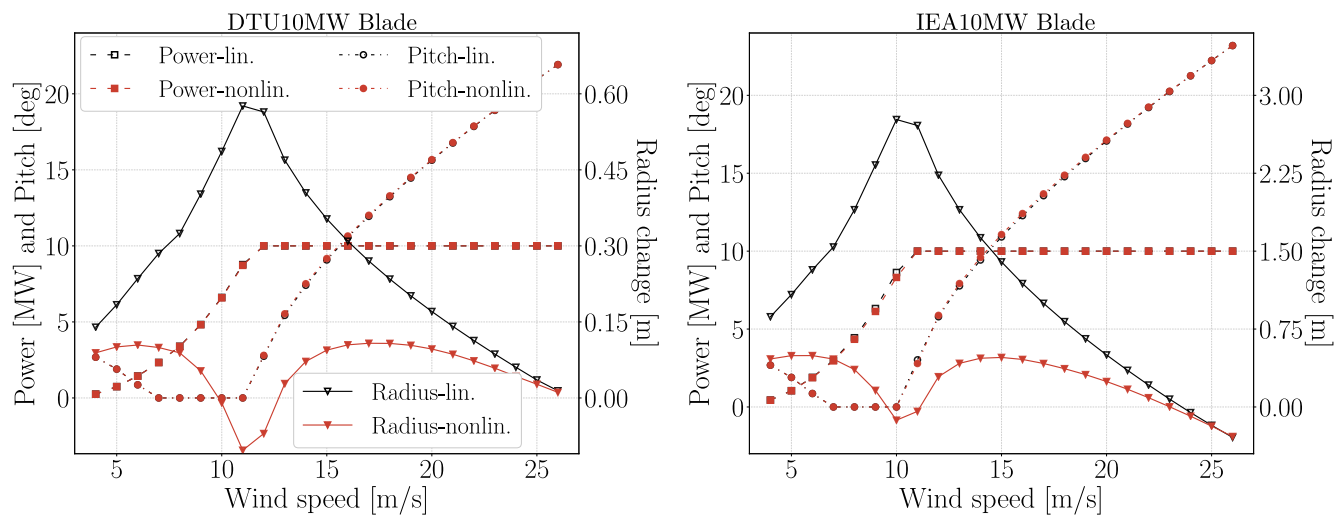 DTU10MW Blade
Power-lin.
Pitch-lin.
Power-nonlin.
Pitch-nonlin.
Radius-lin.
Radius-nonlin.
Power [MW] and Pitch [deg]
20
15
10
5
0
0.60
0.45
0.30
0.15
0.00
Radius change [m]
5
10
15
20
25
Wind speed [m/s]
IEA10MW Blade
Power [MW] and Pitch [deg]
20
15
10
5
0
3.00
2.25
1.50
0.75
0.00
Radius change [m]
5
10
15
20
25
Wind speed [m/s]